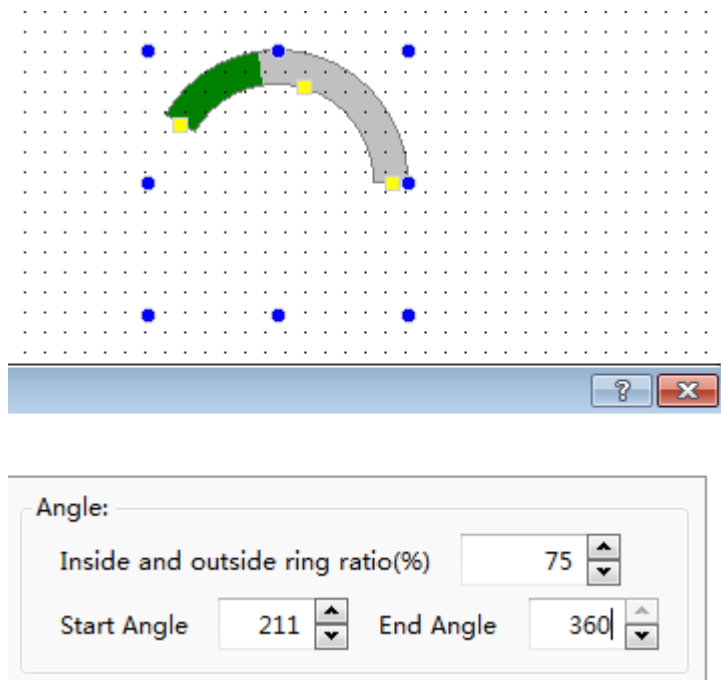 ?
Angle:
Inside and outside ring ratio(%) 75
Start Angle 211 End Angle 360